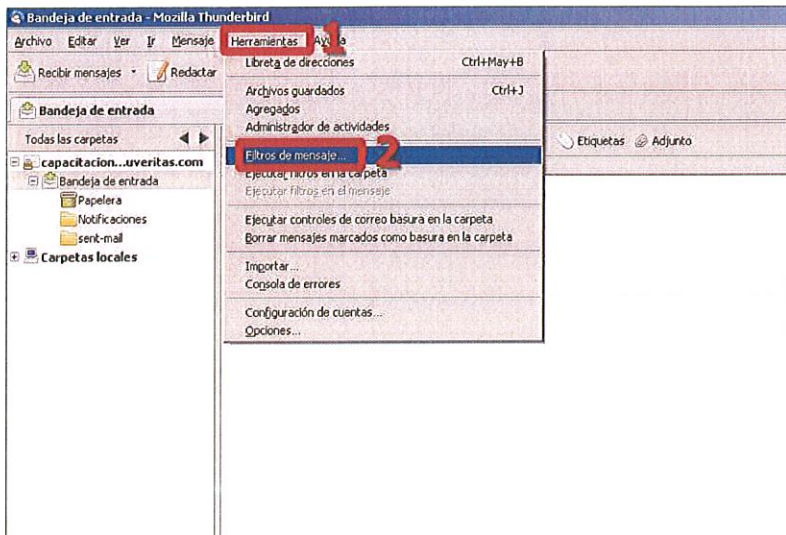 Bandeja de entrada - Mozilla Thunderbird
Archivo Editar Ver Ir Mensaje Herramientas Ayuda
1
Recibir mensajes Redactar
Libreta de direcciones Ctrl+May+B
Archivos guardados Ctrl+J
Agregados
Administrador de actividades
Filtros de mensaje...
2
Ejecutar filtros en la carpeta
Ejecutar filtros en el mensaje
Ejecutar controles de correo basura en la carpeta
Borrar mensajes marcados como basura en la carpeta
Importar...
Consola de errores
Configuración de cuentas...
Opciones...
Bandeja de entrada
Todas las carpetas
capacitacion...uveritas.com
Bandeja de entrada
Papelera
Notificaciones
sent-mail
Carpetas locales
Etiquetas Adjunto